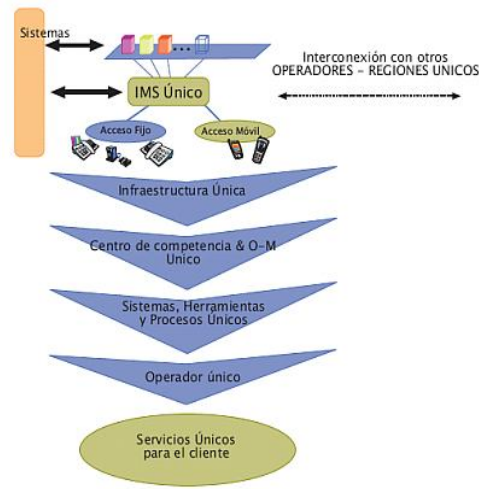 Sistemas
...
Interconexión con otros
OPERADORES – REGIONES UNICOS
IMS Único
Acceso Fijo
Acceso Móvil
Infraestructura Única
Centro de competencia & O-M
Unico
Sistemas, Herramientas
y Procesos Únicos
Operador único
Servicios Únicos
para el cliente